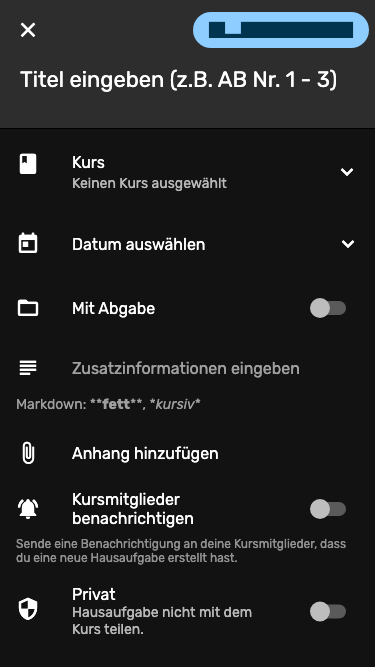 Titel eingeben (z.B. AB Nr. 1 - 3)
Kurs
Keinen Kurs ausgewählt
Datum auswählen
Mit Abgabe
Zusatzinformationen eingeben
Markdown: **fett**, *kursiv*
Anhang hinzufügen
Kursmitglieder
benachrichtigen
Sende eine Benachrichtigung an deine Kursmitglieder, dass
du eine neue Hausaufgabe erstellt hast.
Privat
Hausaufgabe nicht mit dem
Kurs teilen.